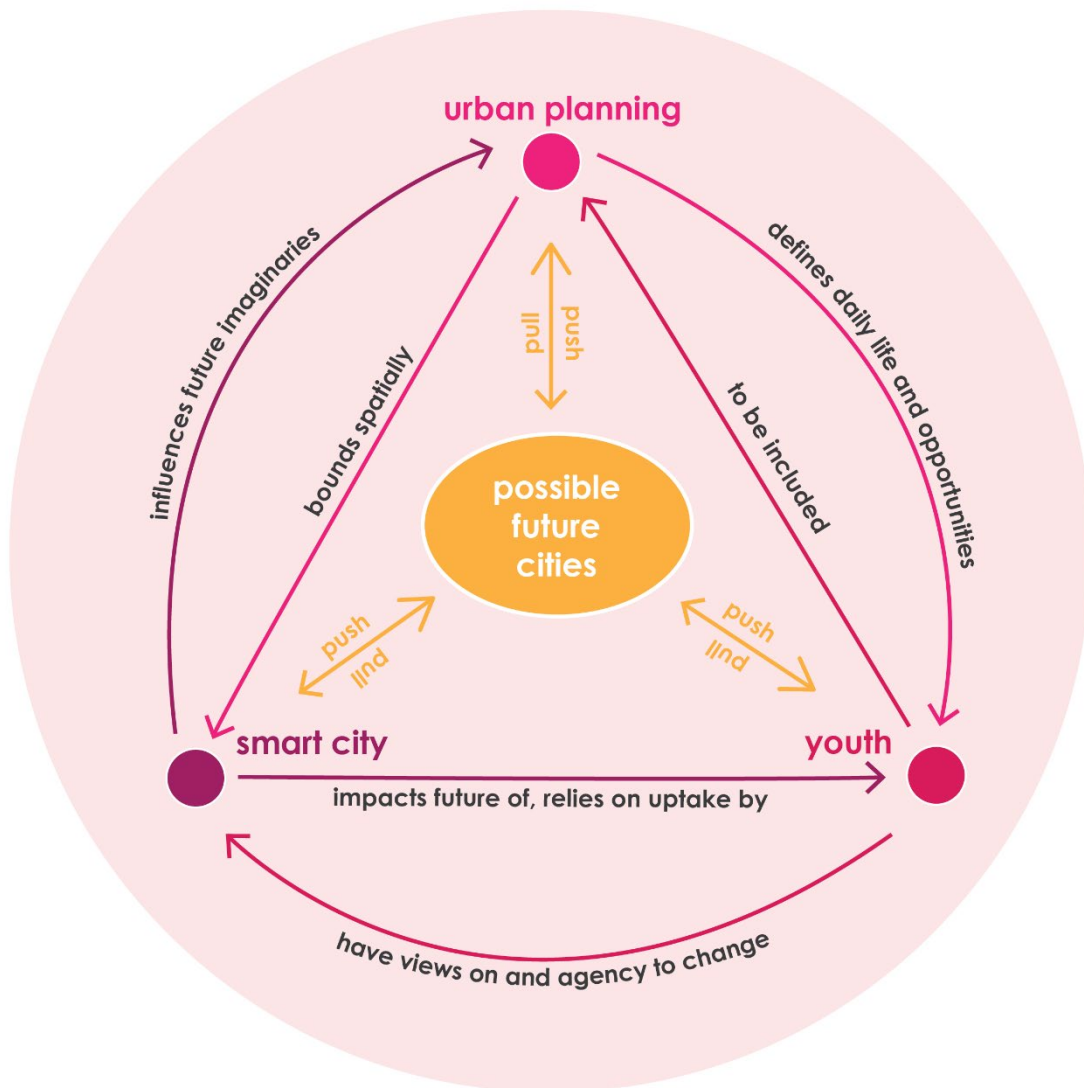 urban planning
influences future imaginaries
bounds spatially
push
pull
to be included
defines daily life and opportunities
possible
future
cities
push
pull
push
pull
smart city
youth
impacts future of, relies on uptake by
have views on and agency to change